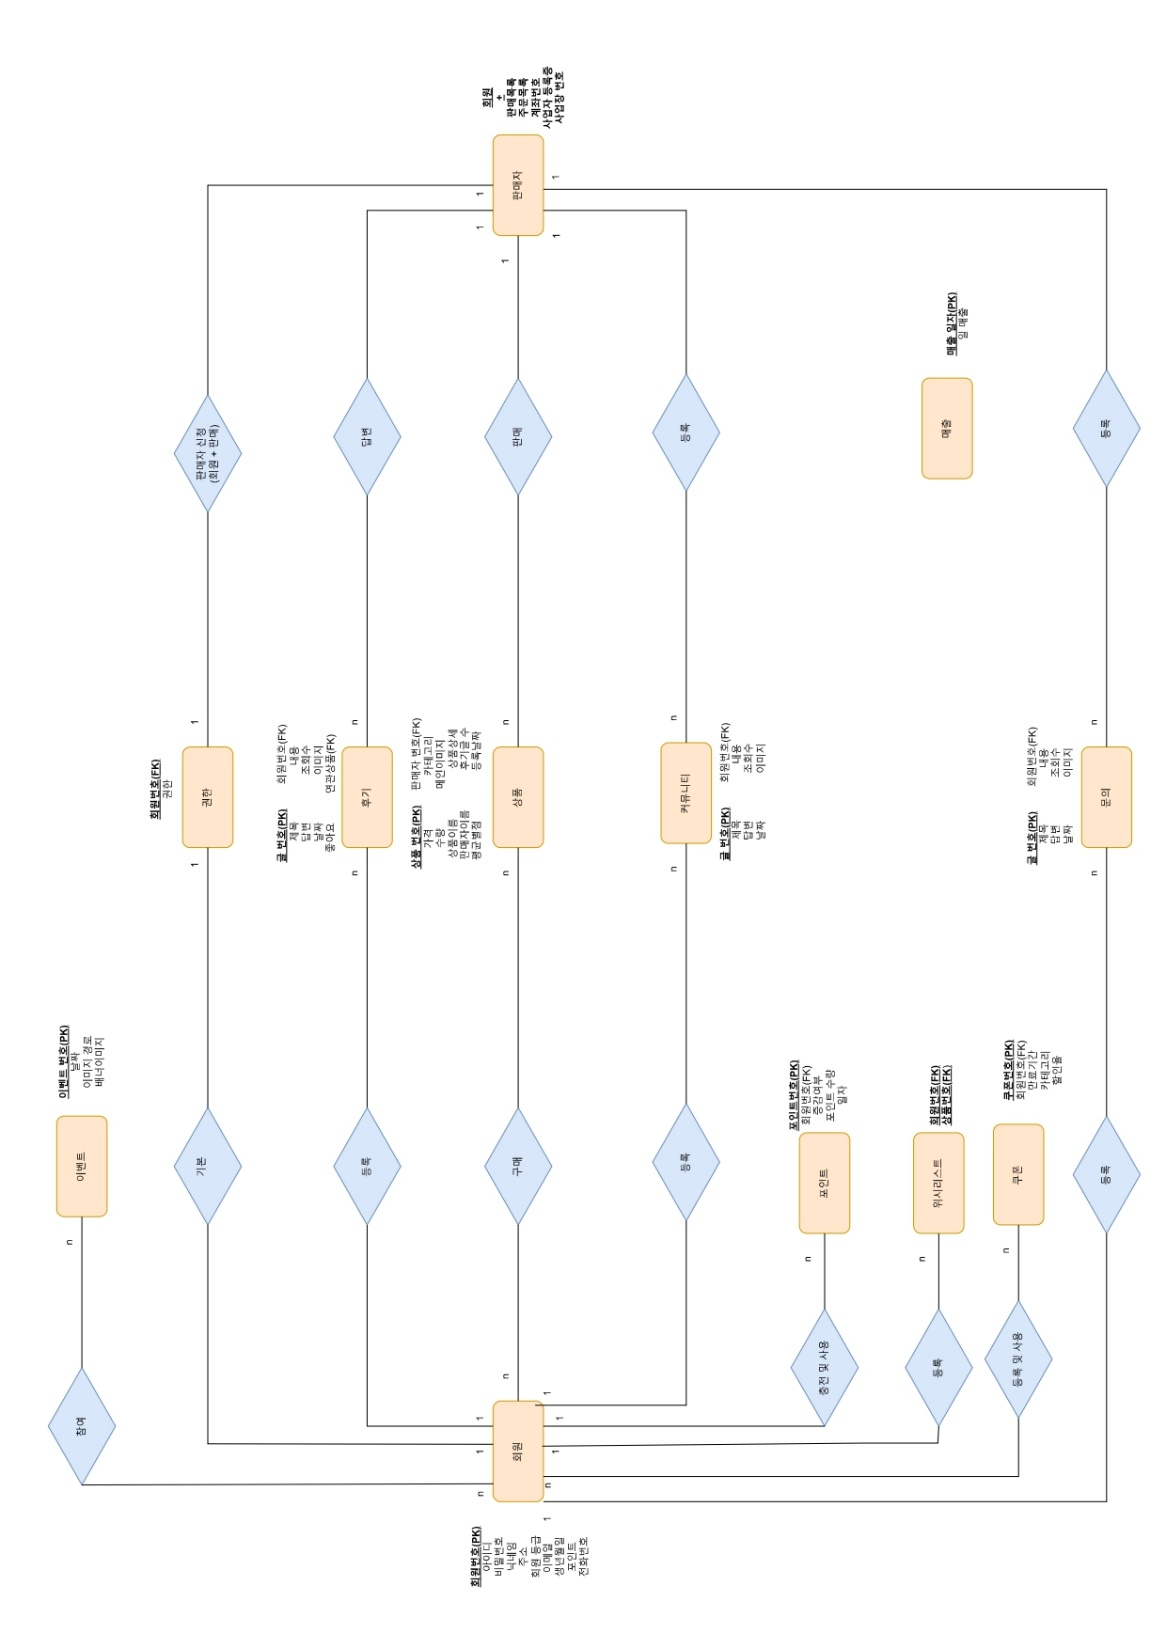 참여
n
이벤트
이벤트 번호(PK)
날짜
이미지 경로
배너이미지
기본
1
권한
회원번호(FK)
권한
1
판매자 신청
(회원 + 판매)
등록
n
후기
글 번호(PK)
제목
답변
날짜
좋아요
회원번호(FK)
내용
조회수
이미지
연관상품(FK)
n
답변
회원번호(PK)
아이디
비밀번호
닉네임
주소
회원 등급
이메일
생년월일
포인트
전화번호
회원
n
1
1
n
1
1
1
n
1
구매
n
상품
상품 번호(PK)
가격
수량
상품이름
판매자이름
평균별점
판매자 번호(FK)
카테고리
메인이미지
상품상세
후기글 수
등록날짜
n
판매
1
1
1
1
1
판매자
회원
+
판매목록
주문목록
계좌번호
사업자 등록증
사업장 번호
등록
n
커뮤니티
글 번호(PK)
제목
답변
날짜
회원번호(FK)
내용
조회수
이미지
n
등록
충전 및 사용
n
포인트
포인트번호(PK)
회원번호(FK)
증감여부
포인트 수량
일자
등록
n
위시리스트
회원번호(FK)
상품번호(FK)
매출
매출 일자(PK)
일 매출
등록 및 사용
n
쿠폰
쿠폰번호(PK)
회원번호(FK)
만료기간
카테고리
할인율
등록
n
문의
글 번호(PK)
제목
답변
날짜
회원번호(FK)
내용
조회수
이미지
n
등록